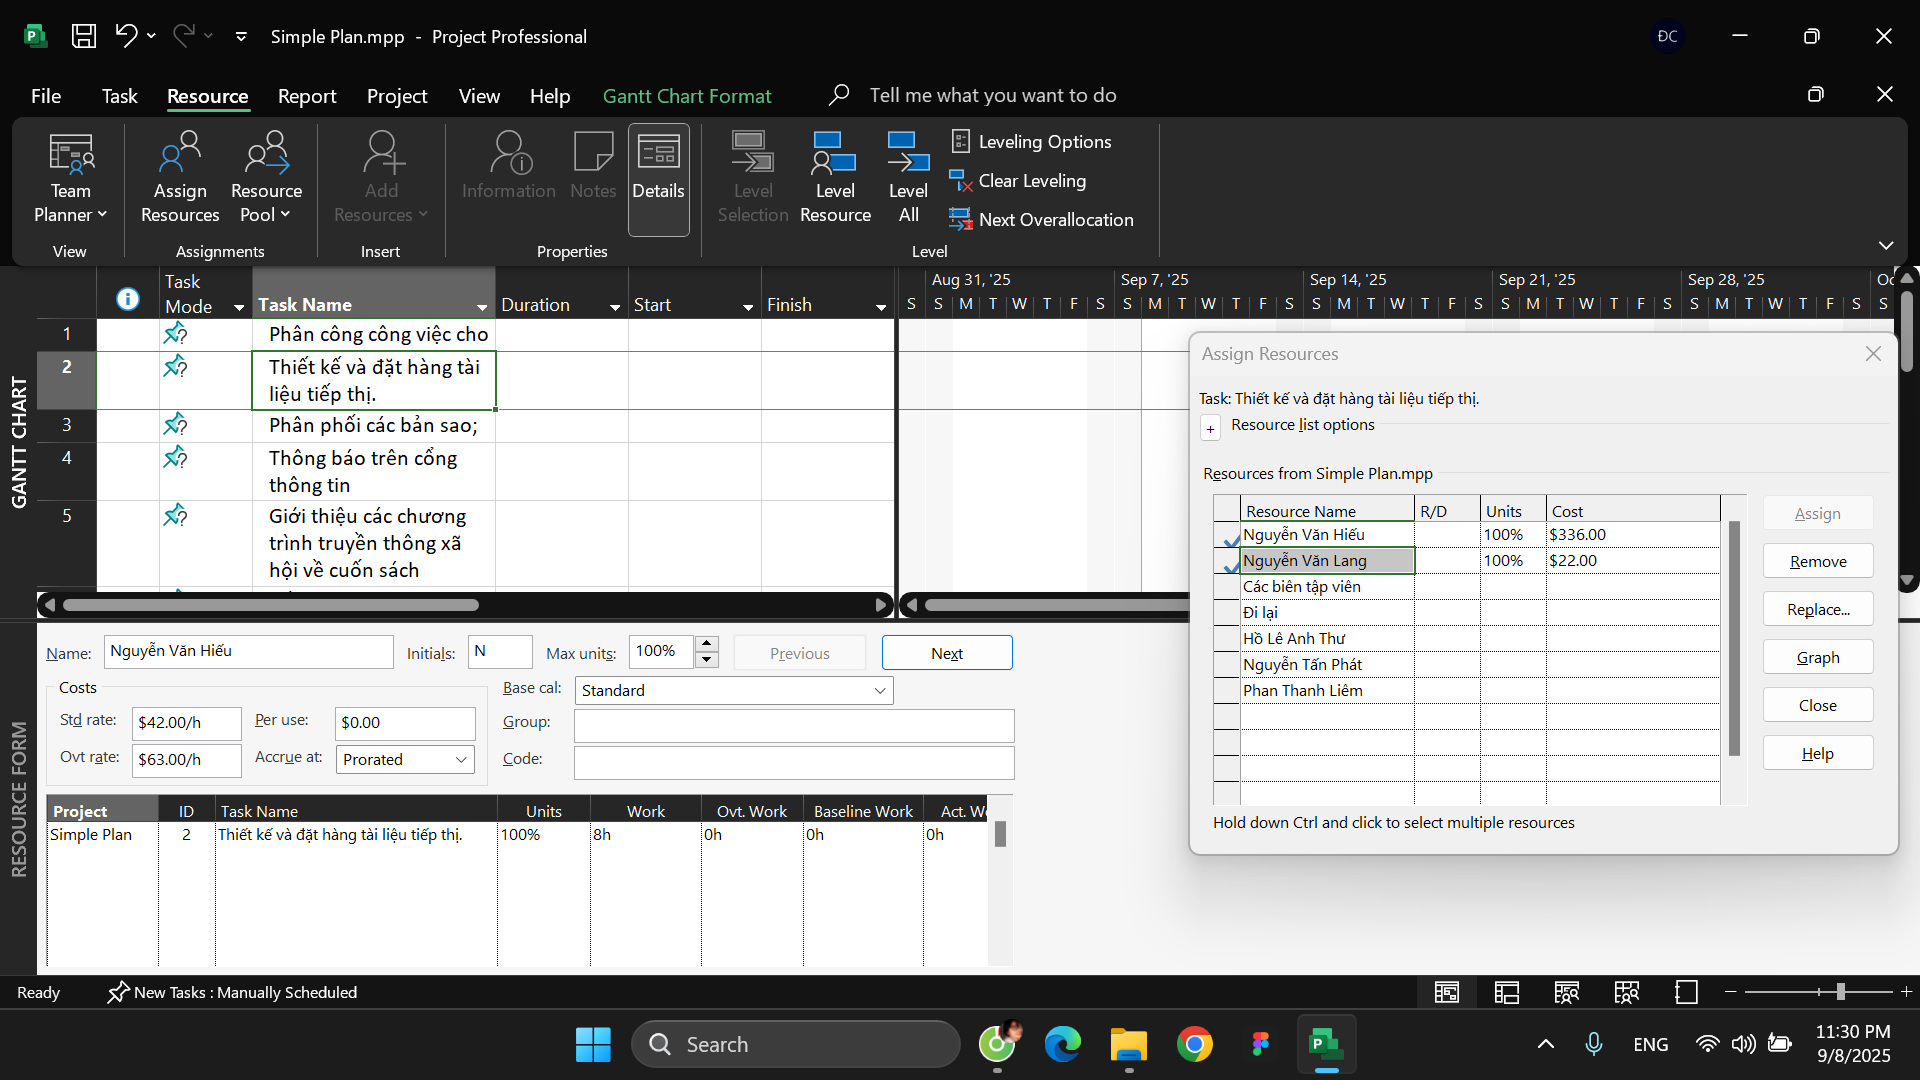 Simple Plan.mpp - Project Professional
ĐC
File Task Resource Report Project View Help Gantt Chart Format Tell me what you want to do
Team Planner
View
Assign Resources
Resource Pool
Assignments
Add Resources
Insert
Information
Notes
Details
Properties
Level Selection
Level Resource
Level All
Leveling Options
Clear Leveling
Next Overallocation
Level
GANTT CHART
Task Mode
Task Name
Duration
Start
Finish
Aug 31, '25 Sep 7, '25 Sep 14, '25 Sep 21, '25 Sep 28, '25 Oc
S S M T W T F S S M T W T F S S M T W T F S S M T W T F S S M T W T F S S
1 Phân công công việc cho
2 Thiết kế và đặt hàng tài
liệu tiếp thị.
3 Phân phối các bản sao;
4 Thông báo trên cổng
thông tin
5 Giới thiệu các chương
trình truyền thông xã
hội về cuốn sách
Assign Resources
Task: Thiết kế và đặt hàng tài liệu tiếp thị.
+ Resource list options
Resources from Simple Plan.mpp
Resource Name R/D Units Cost
Nguyễn Văn Hiếu 100% $336.00
Nguyễn Văn Lang 100% $22.00
Các biên tập viên
Đi lại
Hồ Lê Anh Thư
Nguyễn Tấn Phát
Phan Thanh Liêm
Assign
Remove
Replace...
Graph
Close
Help
Hold down Ctrl and click to select multiple resources
RESOURCE FORM
Name: Nguyễn Văn Hiếu Initials: N Max units: 100% Previous Next
Costs
Std rate: $42.00/h Per use: $0.00
Ovt rate: $63.00/h Accrue at: Prorated
Base cal: Standard
Group:
Code:
Project ID Task Name Units Work Ovt. Work Baseline Work Act. Wo
Simple Plan 2 Thiết kế và đặt hàng tài liệu tiếp thị. 100% 8h 0h 0h 0h
Ready New Tasks : Manually Scheduled
Search
ENG
11:30 PM
9/8/2025